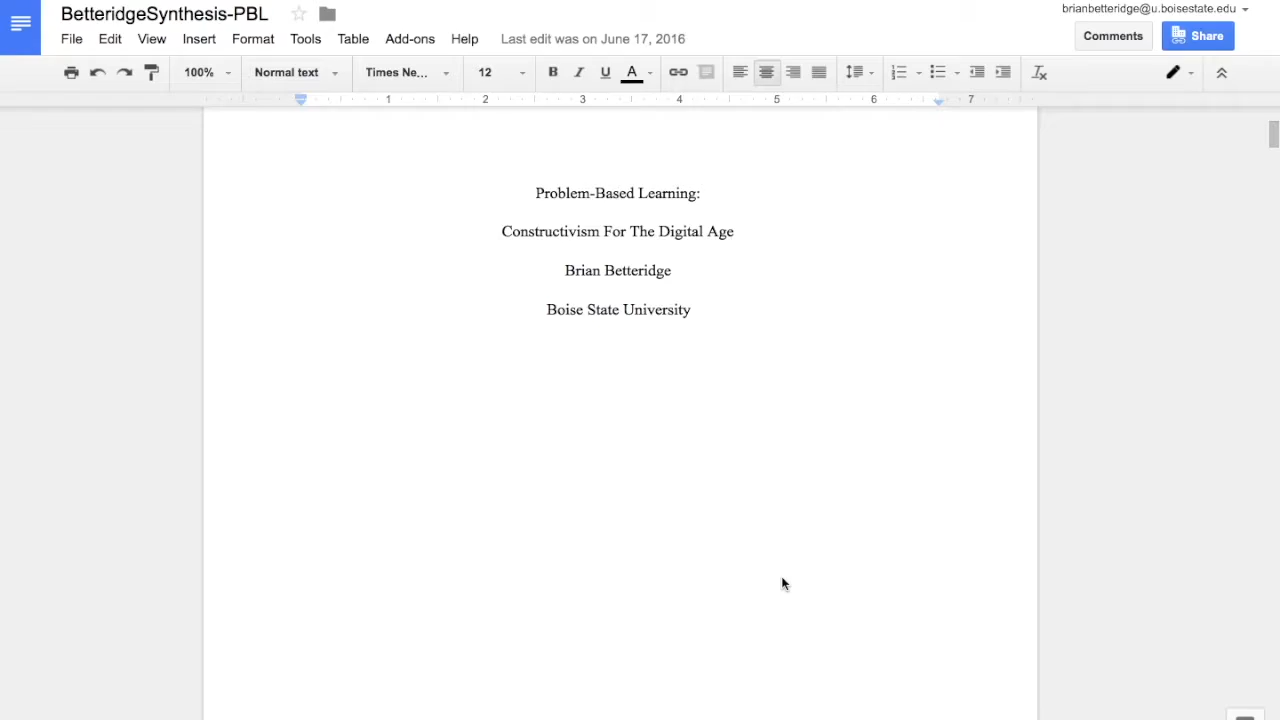 BetteridgeSynthesis-PBL
brianbetteridge@u.boisestate.edu
File Edit View Insert Format Tools Table Add-ons Help Last edit was on June 17, 2016
Comments Share
100% Normal text Times Ne... 12 B I U A
1 2 3 4 5 6 7
Problem-Based Learning:
Constructivism For The Digital Age
Brian Betteridge
Boise State University